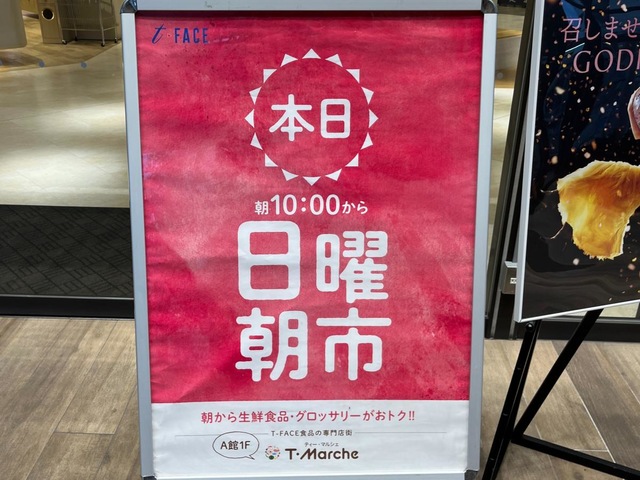 t FACE
本日
朝10:00から
日曜
朝市
朝から生鮮食品・グロッサリーがおトク!!
T-FACE食品の専門店街
A館1F
ティー・マルシェ
T・Marche
召しませ
GODI